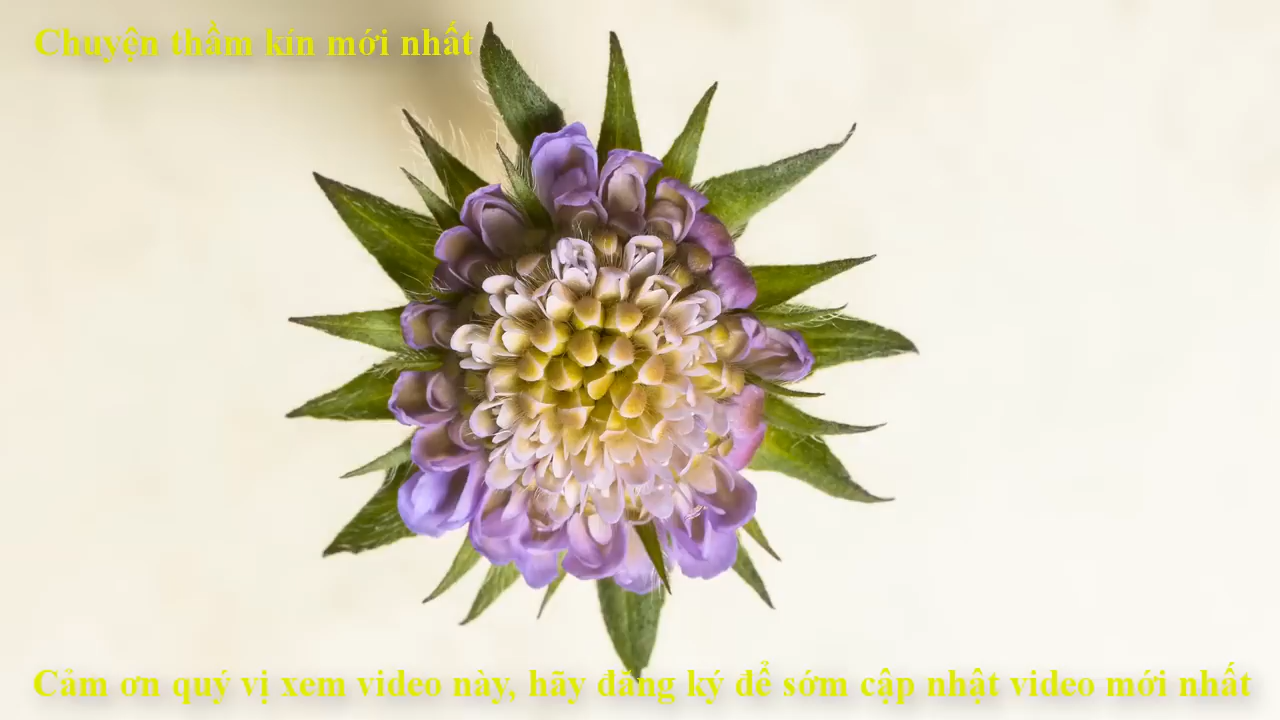 Chuyện thầm kín mới nhất
Cảm ơn quý vị xem video này, hãy đăng ký để sớm cập nhật video mới nhất